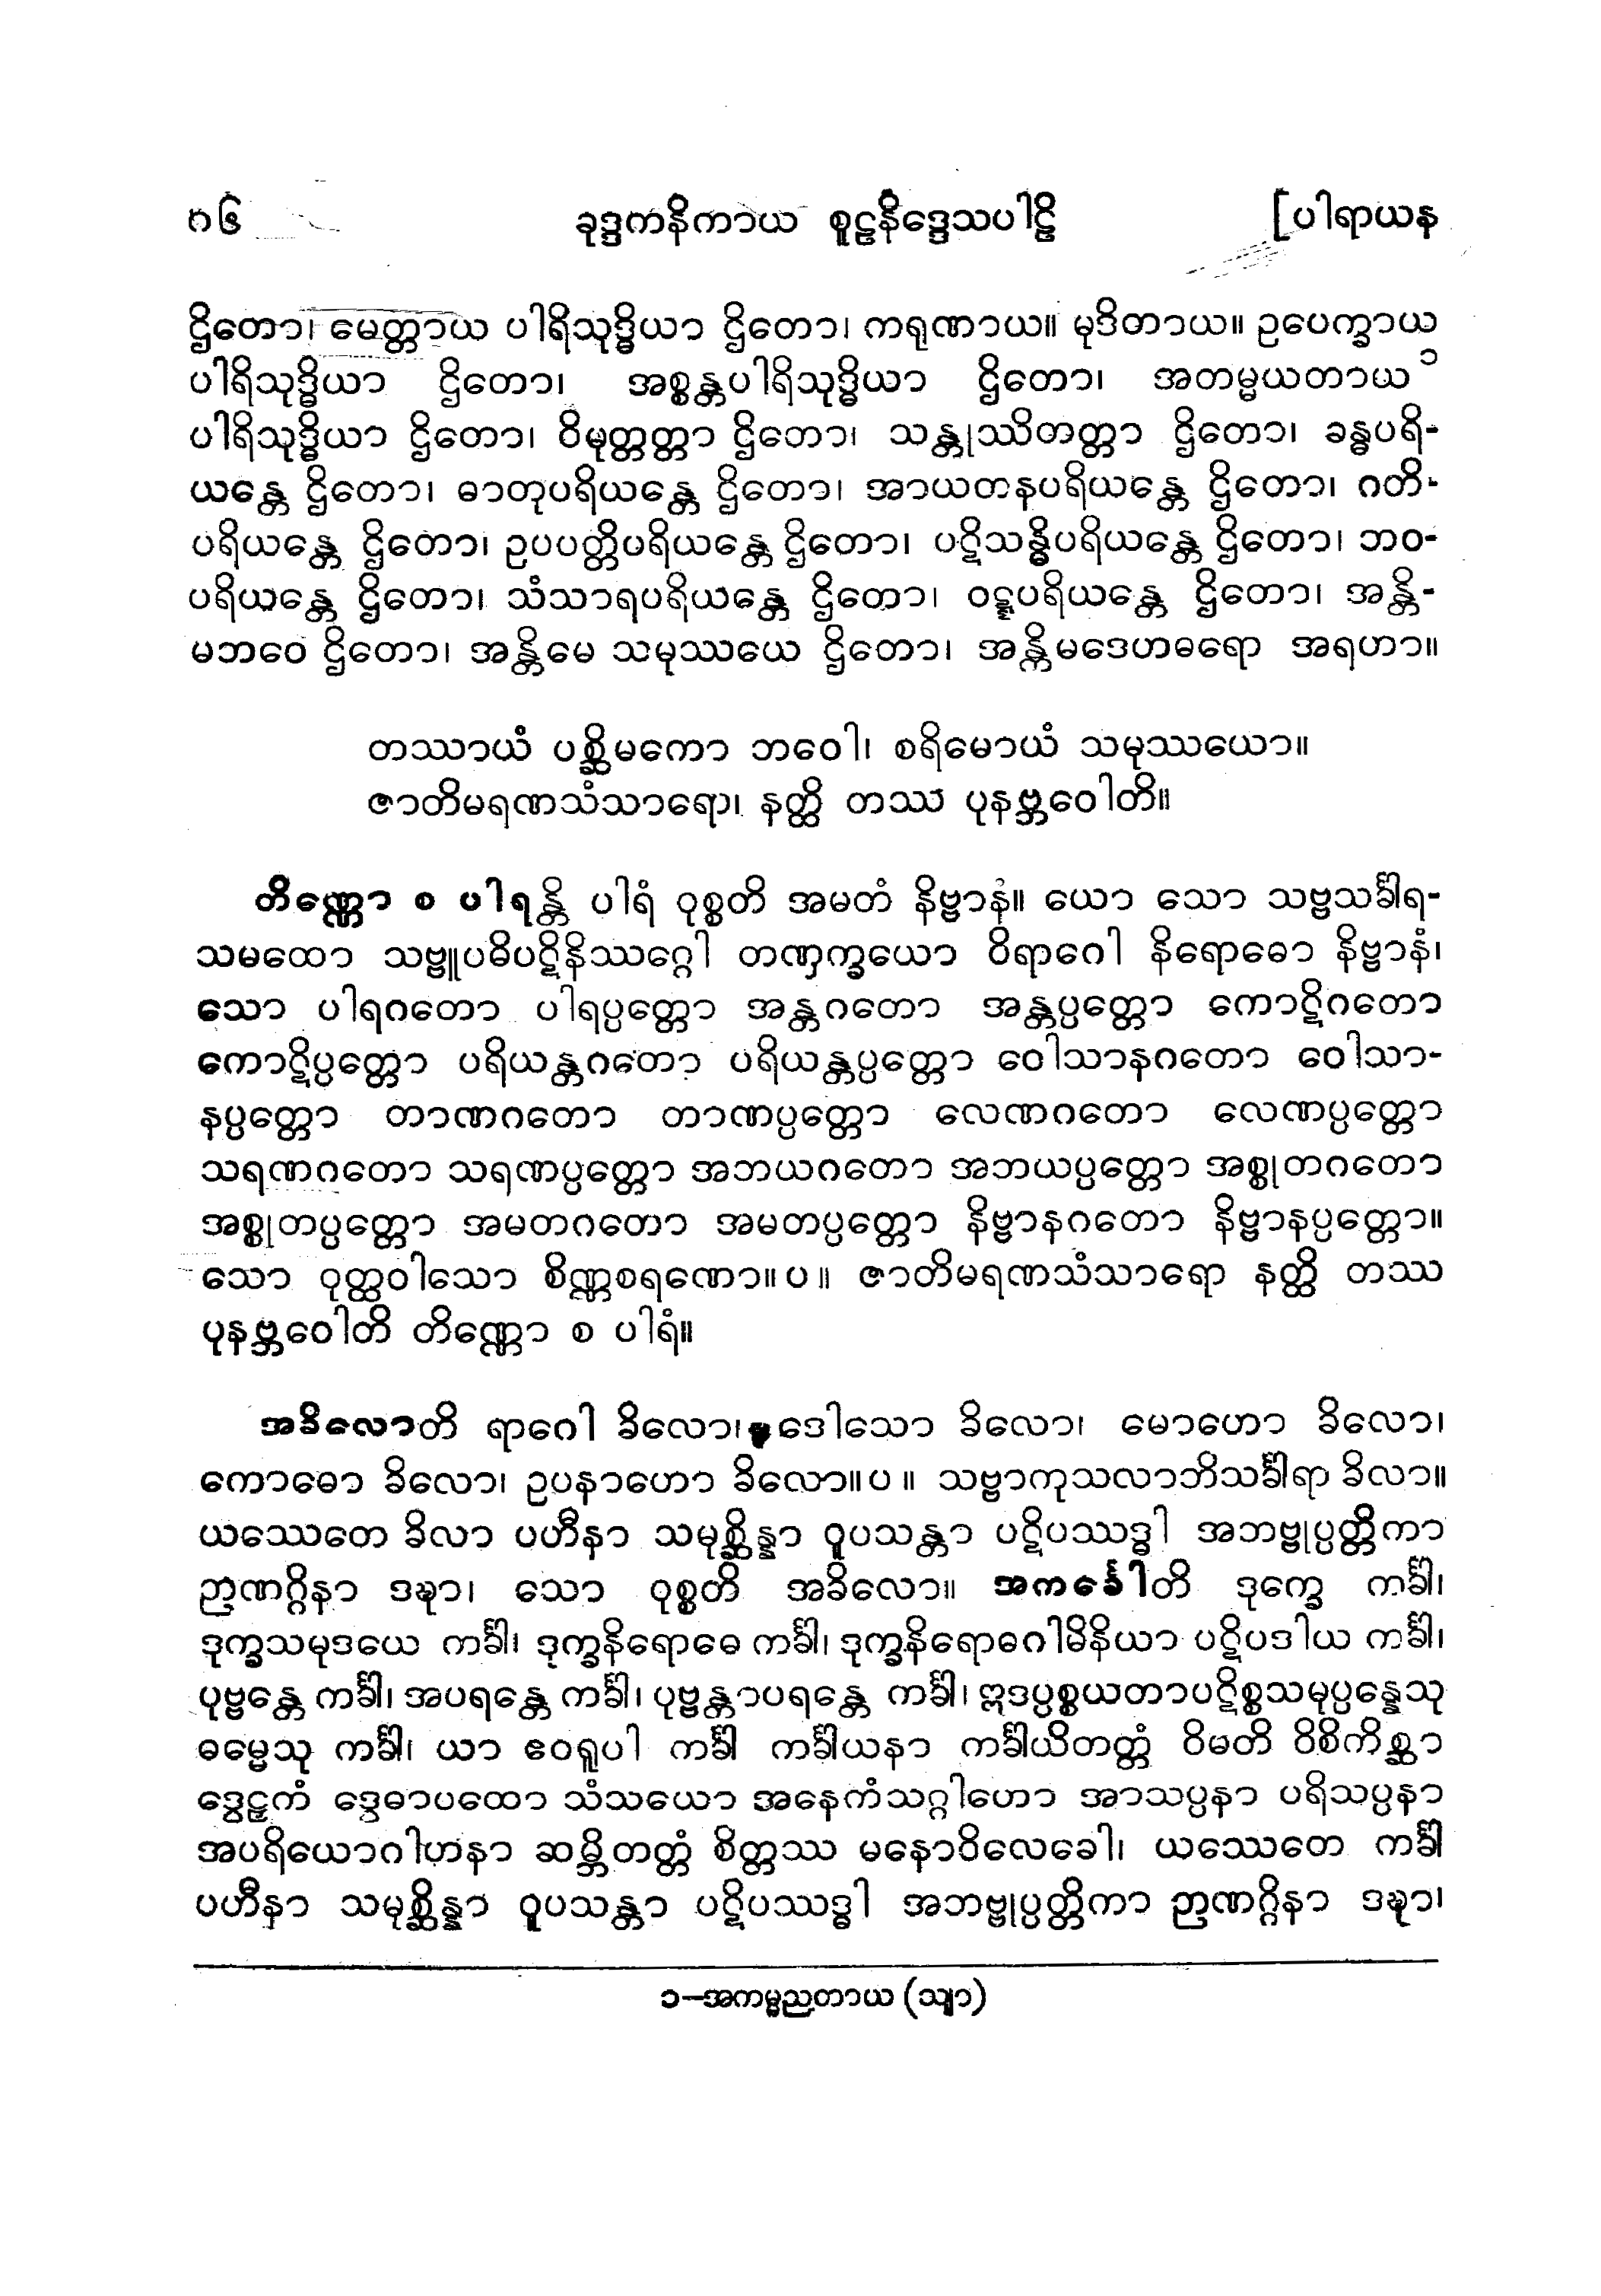 ၈၆ ခုဒ္ဒကနိကာယ စူဠနိဒ္ဒေသပါဠိ [ပါရာယန
ဌိတော၊ မေတ္တာယ ပါရိသုဒ္ဓိယာ ဌိတော၊ ကရုဏာယ။ မုဒိတာယ။ ဥပေက္ခာယ
ပါရိသုဒ္ဓိယာ ဌိတော၊ အစ္စန္တပါရိသုဒ္ဓိယာ ဌိတော၊ အတမ္မယတာယ ၁
ပါရိသုဒ္ဓိယာ ဌိတော၊ ဝိမုတ္တတ္တာ ဌိတော၊ သန္တုဿိတတ္တာ ဌိတော၊ ခန္ဓပရိ-
ယန္တေ ဌိတော၊ ဓာတုပရိယန္တေ ဌိတော၊ အာယတနပရိယန္တေ ဌိတော၊ ဂတိ-
ပရိယန္တေ ဌိတော၊ ဥပပတ္တိပရိယန္တေ ဌိတော၊ ပဋိသန္ဓိပရိယန္တေ ဌိတော၊ ဘဝ-
ပရိယန္တေ ဌိတော၊ သံသာရပရိယန္တေ ဌိတော၊ ဝဋ္ဋပရိယန္တေ ဌိတော၊ အန္တိ-
မဘဝေ ဌိတော၊ အန္တိမေ သမုဿယေ ဌိတော၊ အန္တိမဒေဟဓရော အရဟာ။
တဿာယံ ပစ္ဆိမကော ဘဝေါ၊ စရိမောယံ သမုဿယော။
ဇာတိမရဏသံသာရော၊ နတ္ထိ တဿ ပုနဗ္ဘဝေါတိ။
တိဏ္ဏော စ ပါရန္တိ ပါရံ ဝုစ္စတိ အမတံ နိဗ္ဗာနံ။ ယော သော သဗ္ဗသင်္ခါရ-
သမထော သဗ္ဗူပဓိပဋိနိဿဂ္ဂေါ တဏှက္ခယော ဝိရာဂေါ နိရောဓော နိဗ္ဗာနံ၊
သော ပါရဂတော ပါရပ္ပတ္တော အန္တဂတော အန္တပ္ပတ္တော ကောဋိဂတော
ကောဋိပ္ပတ္တော ပရိယန္တဂတော ပရိယန္တပ္ပတ္တော ဝေါသာနဂတော ဝေါသာ-
နပ္ပတ္တော တာဏဂတော တာဏပ္ပတ္တော လေဏဂတော လေဏပ္ပတ္တော
သရဏဂတော သရဏပ္ပတ္တော အဘယဂတော အဘယပ္ပတ္တော အစ္စုတဂတော
အစ္စုတပ္ပတ္တော အမတဂတော အမတပ္ပတ္တော နိဗ္ဗာနဂတော နိဗ္ဗာနပ္ပတ္တော။
သော ဝုတ္ထဝါသော စိဏ္ဏစရဏော။ပ။ ဇာတိမရဏသံသာရော နတ္ထိ တဿ
ပုနဗ္ဘဝေါတိ တိဏ္ဏော စ ပါရံ။
အခိလောတိ ရာဂေါ ခိလော၊ ဒေါသော ခိလော၊ မောဟော ခိလော၊
ကောဓော ခိလော၊ ဥပနာဟော ခိလော။ပ။ သဗ္ဗာကုသလာဘိသင်္ခါရာ ခိလာ။
ယဿေတေ ခိလာ ပဟီနာ သမုစ္ဆိန္နာ ဝူပသန္တာ ပဋိပဿဒ္ဓါ အဘဗ္ဗုပ္ပတ္တိကာ
ဉာဏဂ္ဂိနာ ဒဍ္ဎာ၊ သော ဝုစ္စတိ အခိလော။ အကင်္ခေါတိ ဒုက္ခေ ကင်္ခါ၊
ဒုက္ခသမုဒယေ ကင်္ခါ၊ ဒုက္ခနိရောဓေ ကင်္ခါ၊ ဒုက္ခနိရောဓဂါမိနိယာ ပဋိပဒါယ ကင်္ခါ၊
ပုဗ္ဗန္တေ ကင်္ခါ၊ အပရန္တေ ကင်္ခါ၊ ပုဗ္ဗန္တာပရန္တေ ကင်္ခါ၊ ဣဒပ္ပစ္စယတာပဋိစ္စသမုပ္ပန္နေသု
ဓမ္မေသု ကင်္ခါ၊ ယာ ဧဝရူပါ ကင်္ခါ ကင်္ခါယနာ ကင်္ခါယိတတ္တံ ဝိမတိ ဝိစိကိစ္ဆာ
ဒွေဠှကံ ဒွေဓာပထော သံသယော အနေကံသဂ္ဂါဟော အာသပ္ပနာ ပရိသပ္ပနာ
အပရိယောဂါဟနာ ဆမ္ဘိတတ္တံ စိတ္တဿ မနောဝိလေခေါ၊ ယဿေတေ ကင်္ခါ
ပဟီနာ သမုစ္ဆိန္နာ ဝူပသန္တာ ပဋိပဿဒ္ဓါ အဘဗ္ဗုပ္ပတ္တိကာ ဉာဏဂ္ဂိနာ ဒဍ္ဎာ၊
၁–အကမ္မညတာယ (သျာ)